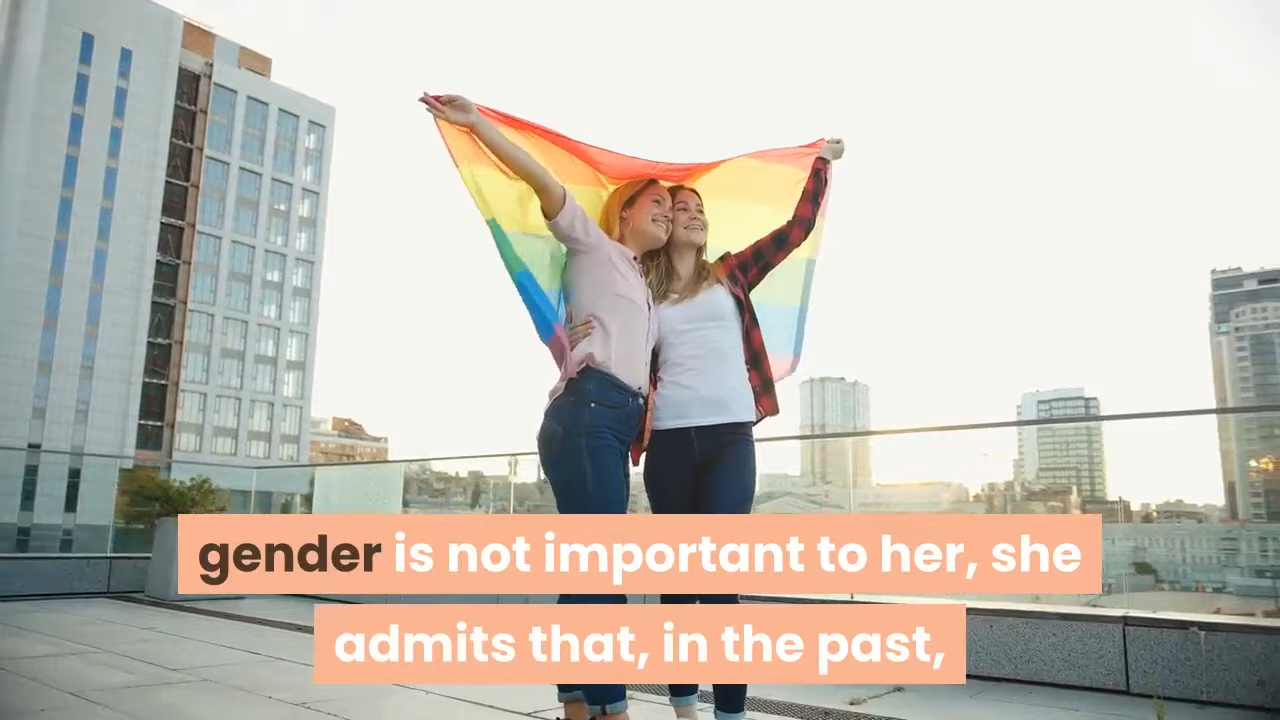 gender is not important to her, she
admits that, in the past,